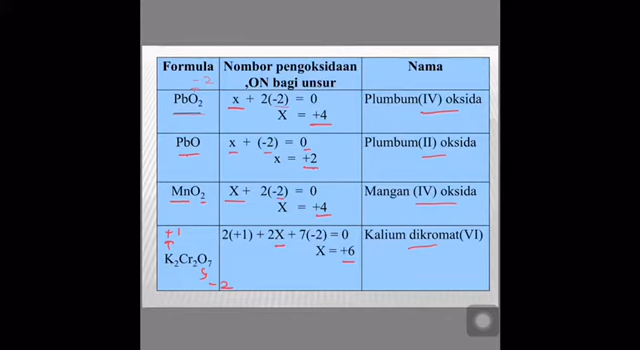 Formula
Nombor pengoksidaan
,ON bagi unsur
Nama
-2
PbO2
x + 2(-2) = 0
X = +4
Plumbum(IV) oksida
PbO
x + (-2) = 0
x = +2
Plumbum(II) oksida
MnO2
X + 2(-2) = 0
X = +4
Mangan (IV) oksida
+1
K2Cr2O7
-2
2(+1) + 2X + 7(-2) = 0
X = +6
Kalium dikromat(VI)